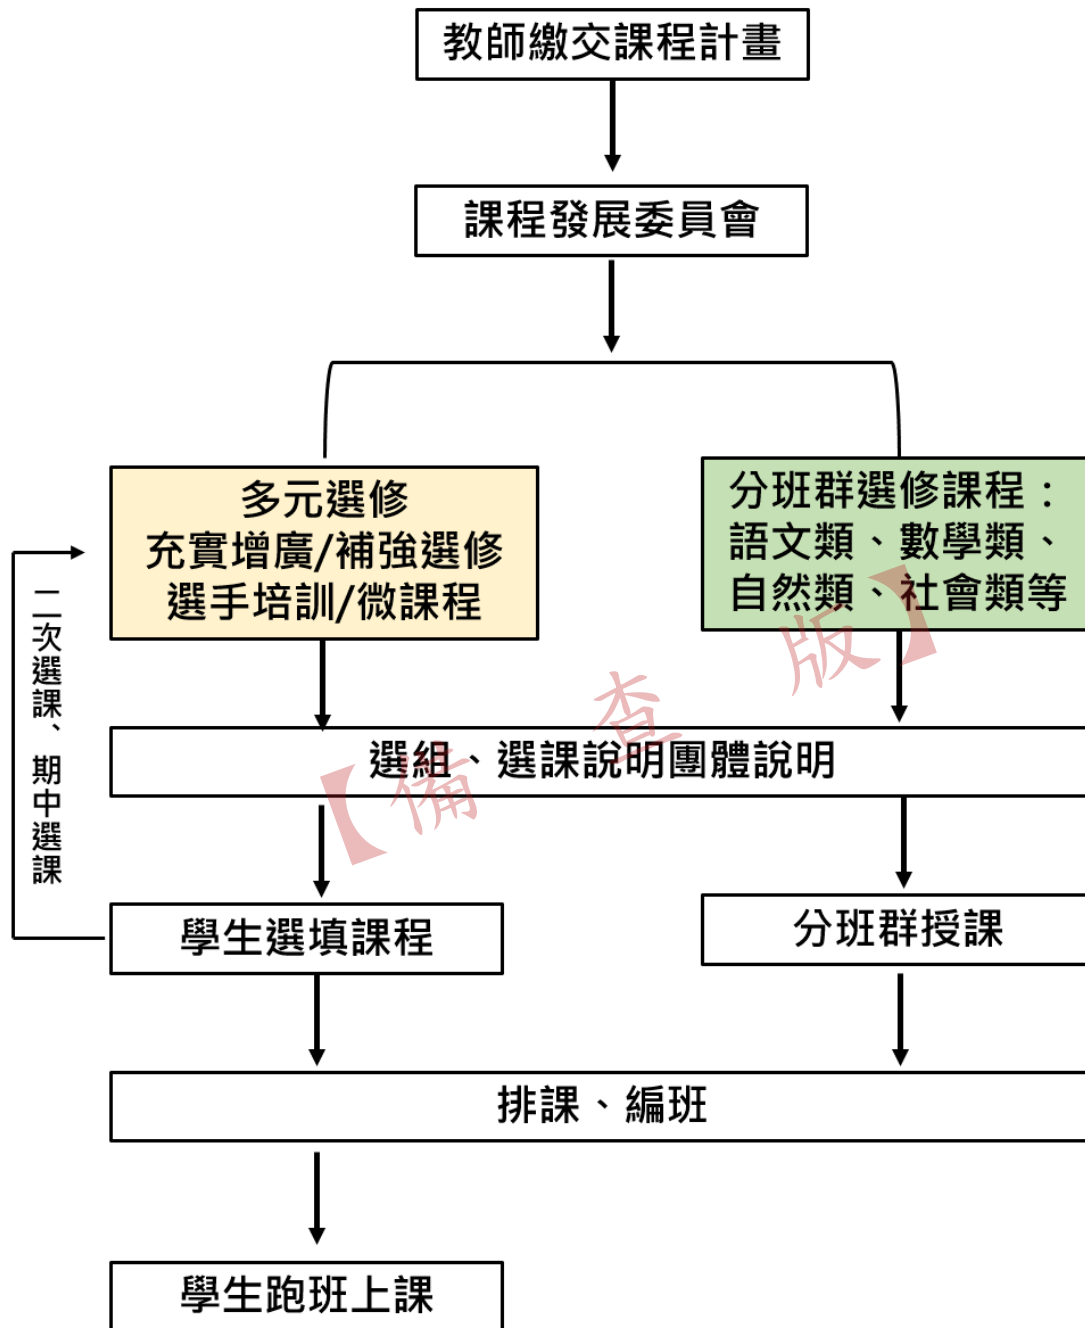 教師繳交課程計畫
課程發展委員會
多元選修
充實增廣/補強選修
選手培訓/微課程
分班群選修課程：
語文類、數學類、
自然類、社會類等
二次選課、期中選課
選組、選課說明團體說明
學生選填課程
分班群授課
排課、編班
學生跑班上課
【備查版】